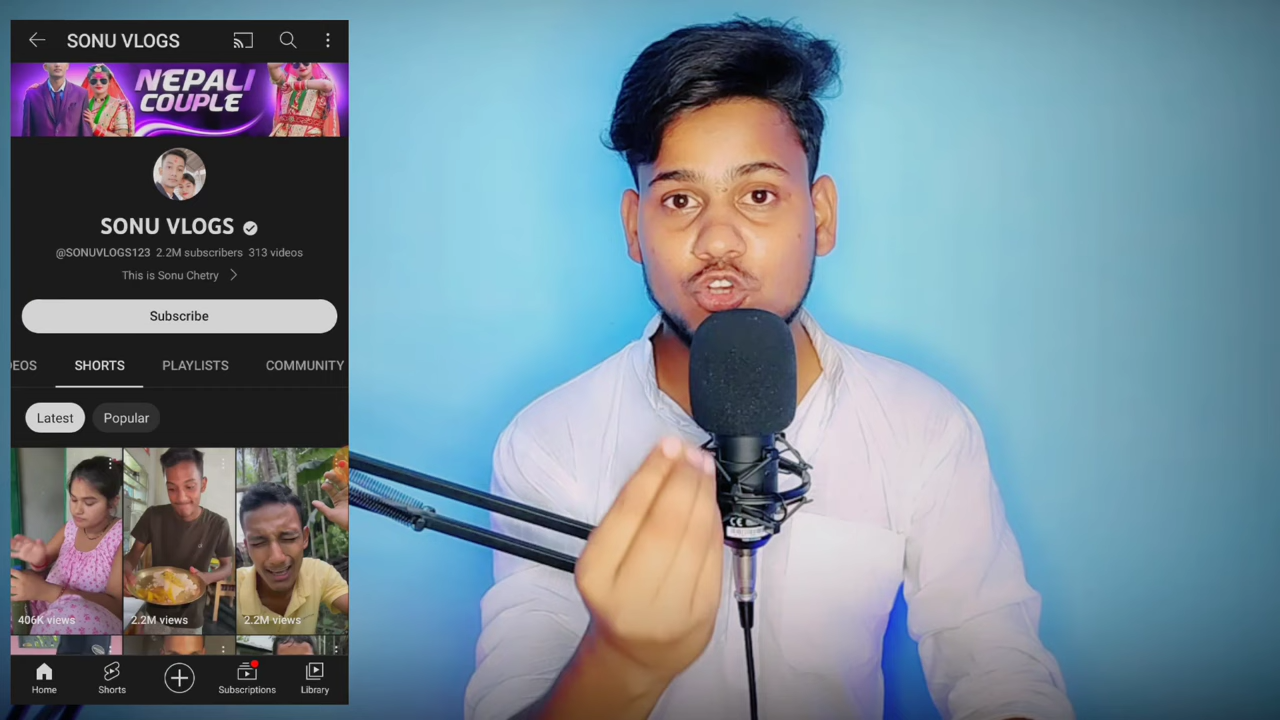 SONU VLOGS
NEPALI
COUPLE
SONU VLOGS
@SONUVLOGS123 2.2M subscribers 313 videos
This is Sonu Chetry
Subscribe
EOS SHORTS PLAYLISTS COMMUNITY
Latest Popular
406K views 2.2M views 2.2M views
Home Shorts Subscriptions Library
CE